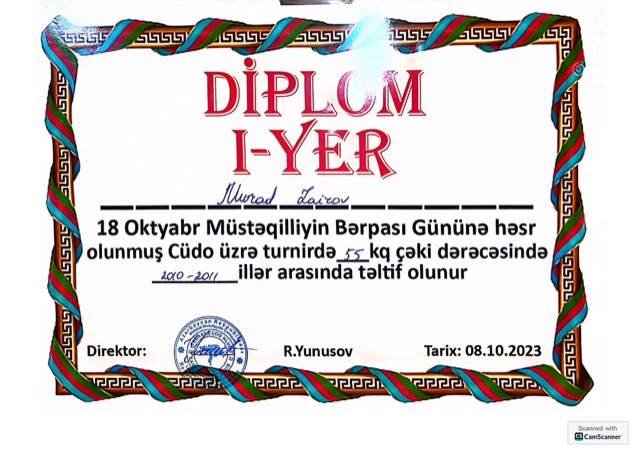 DİPLOM
I-YER
Murad Zairov
18 Oktyabr Müstəqilliyin Bərpası Gününə həsr
olunmuş Cüdo üzrə turnirdə 55 kq çəki dərəcəsində
2010-2011 illər arasında təltif olunur
Direktor: R.Yunusov Tarix: 08.10.2023
Scanned with
CamScanner